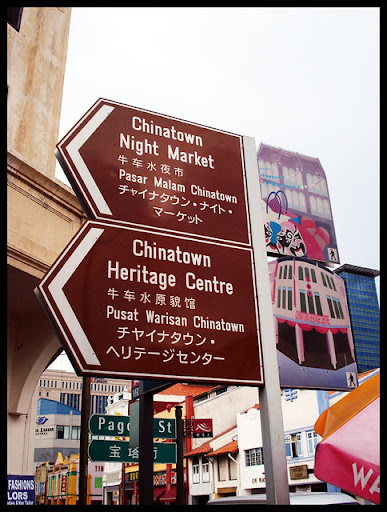 Chinatown
Night Market
牛车水夜市
Pasar Malam Chinatown
チャイナタウン・ナイト・
マーケット
Chinatown
Heritage Centre
牛车水原貌馆
Pusat Warisan Chinatown
チャイナタウン・
ヘリテージセンター
St
宝塔街
FASHIONS
LORS
WA